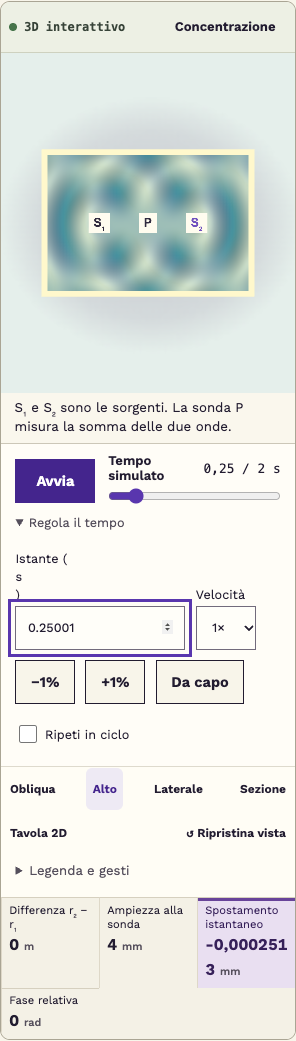 3D interattivo Concentrazione
S₁ P S₂
S₁ e S₂ sono le sorgenti. La sonda P
misura la somma delle due onde.
Avvia Tempo simulato 0,25 / 2 s
▼ Regola il tempo
Istante (
s
) Velocità
0.25001 1×
−1% +1% Da capo
Ripeti in ciclo
Obliqua Alto Laterale Sezione
Tavola 2D ↺ Ripristina vista
▶ Legenda e gesti
Differenza r₂ −
r₁
0 m
Ampiezza alla
sonda
4 mm
Spostamento
istantaneo
-0,000251
3 mm
Fase relativa
0 rad